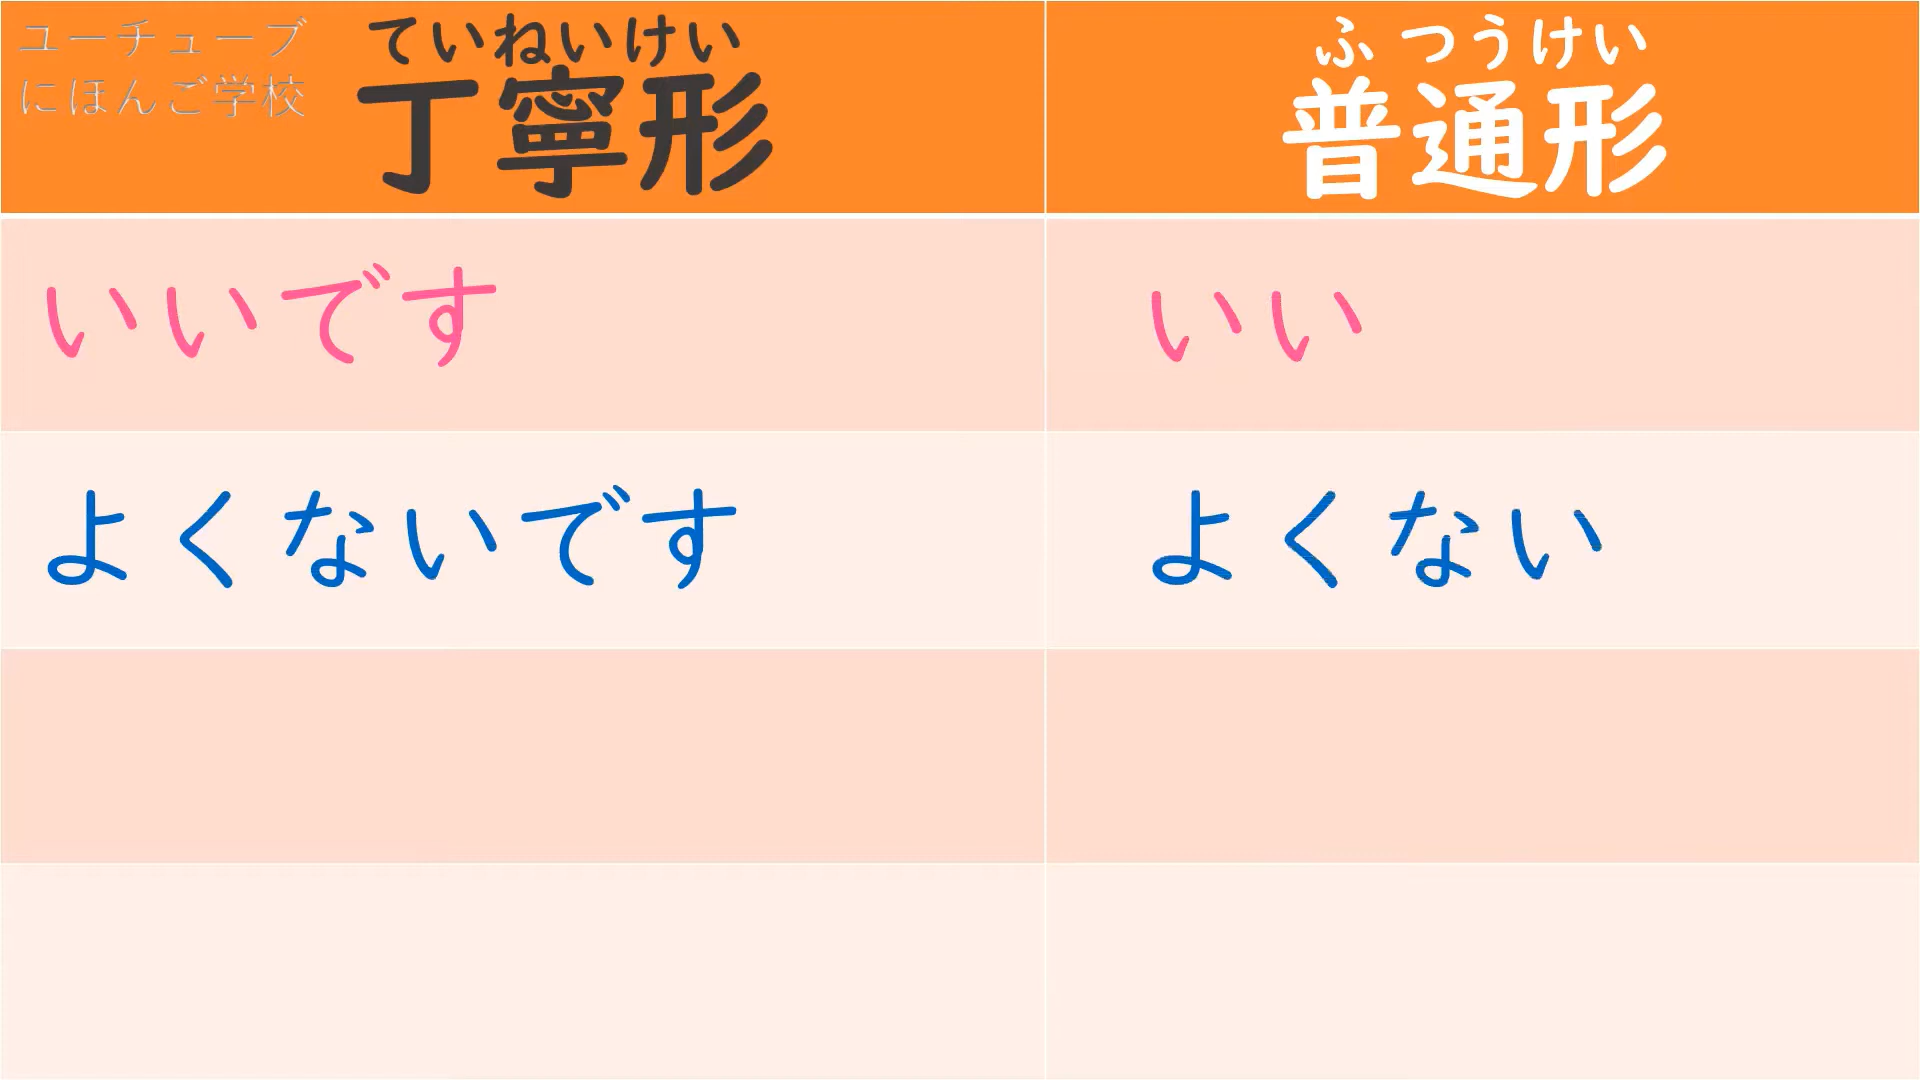 ユーチューブ
にほんご学校
ていねいけい
丁寧形
ふつうけい
普通形
いいです
いい
よくないです
よくない